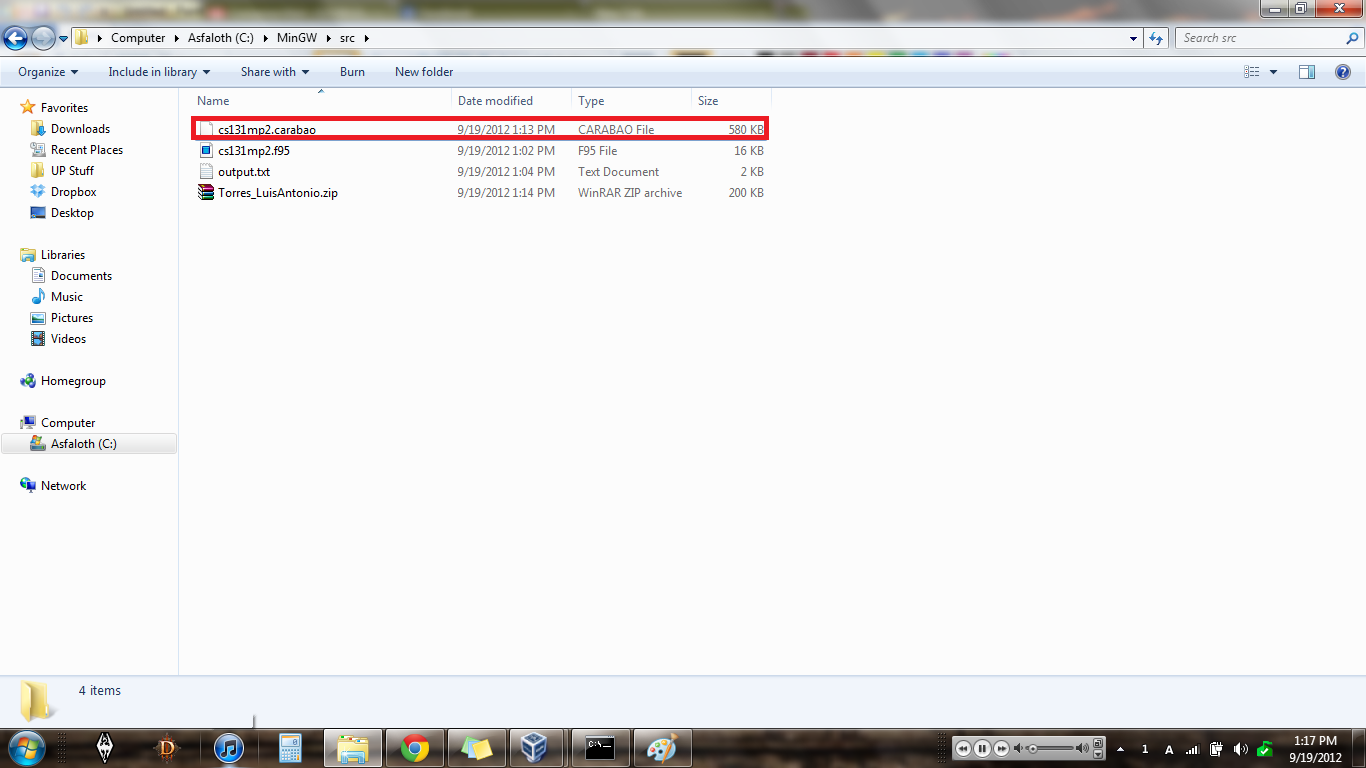 Computer Asfaloth (C:) MinGW src Search src
Organize Include in library Share with Burn New folder
Name Date modified Type Size
cs131mp2.carabao 9/19/2012 1:13 PM CARABAO File 580 KB
cs131mp2.f95 9/19/2012 1:02 PM F95 File 16 KB
output.txt 9/19/2012 1:04 PM Text Document 2 KB
Torres_LuisAntonio.zip 9/19/2012 1:14 PM WinRAR ZIP archive 200 KB
Favorites
Downloads
Recent Places
UP Stuff
Dropbox
Desktop
Libraries
Documents
Music
Pictures
Videos
Homegroup
Computer
Asfaloth (C:)
Network
4 items
C:\_
1 A 1:17 PM
9/19/2012